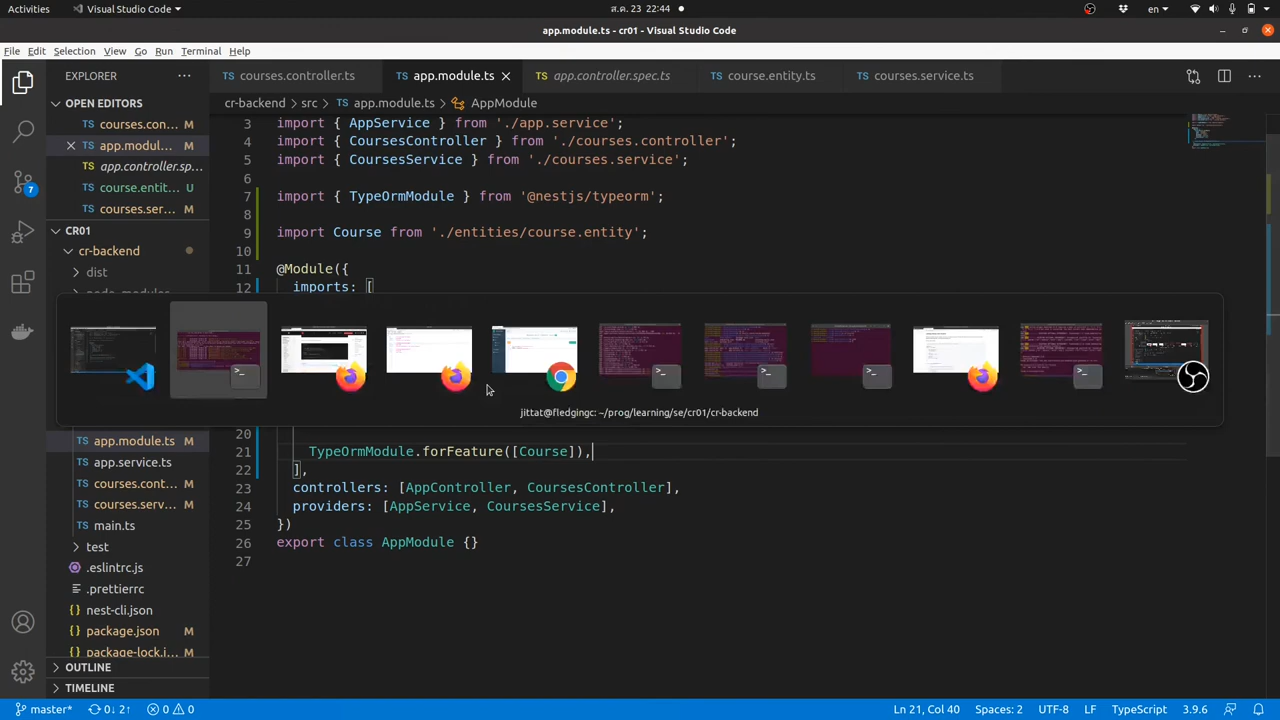 Activities
Visual Studio Code
ส.ค. 23 22:44
en
app.module.ts - cr01 - Visual Studio Code
File Edit Selection View Go Run Terminal Help
EXPLORER
courses.controller.ts
app.module.ts
app.controller.spec.ts
course.entity.ts
courses.service.ts
OPEN EDITORS
courses.con... M
app.modul... M
app.controller.sp...
course.entit... U
courses.ser... M
CR01
cr-backend
dist
app.module.ts M
app.service.ts
courses.cont... M
courses.serv... M
main.ts
test
.eslintrc.js
.prettierrc
nest-cli.json
package.json M
package-lock.i... M
OUTLINE
TIMELINE
7
cr-backend > src > app.module.ts > AppModule
3 import { AppService } from './app.service';
4 import { CoursesController } from './courses.controller';
5 import { CoursesService } from './courses.service';
6
7 import { TypeOrmModule } from '@nestjs/typeorm';
8
9 import Course from './entities/course.entity';
10
11 @Module({
12 imports: [
jittat@fledgingc: ~/prog/learning/se/cr01/cr-backend
20
21 TypeOrmModule.forFeature([Course]),
22 ],
23 controllers: [AppController, CoursesController],
24 providers: [AppService, CoursesService],
25 })
26 export class AppModule {}
27
master* 0↓ 2↑ 0 0
Ln 21, Col 40 Spaces: 2 UTF-8 LF TypeScript 3.9.6